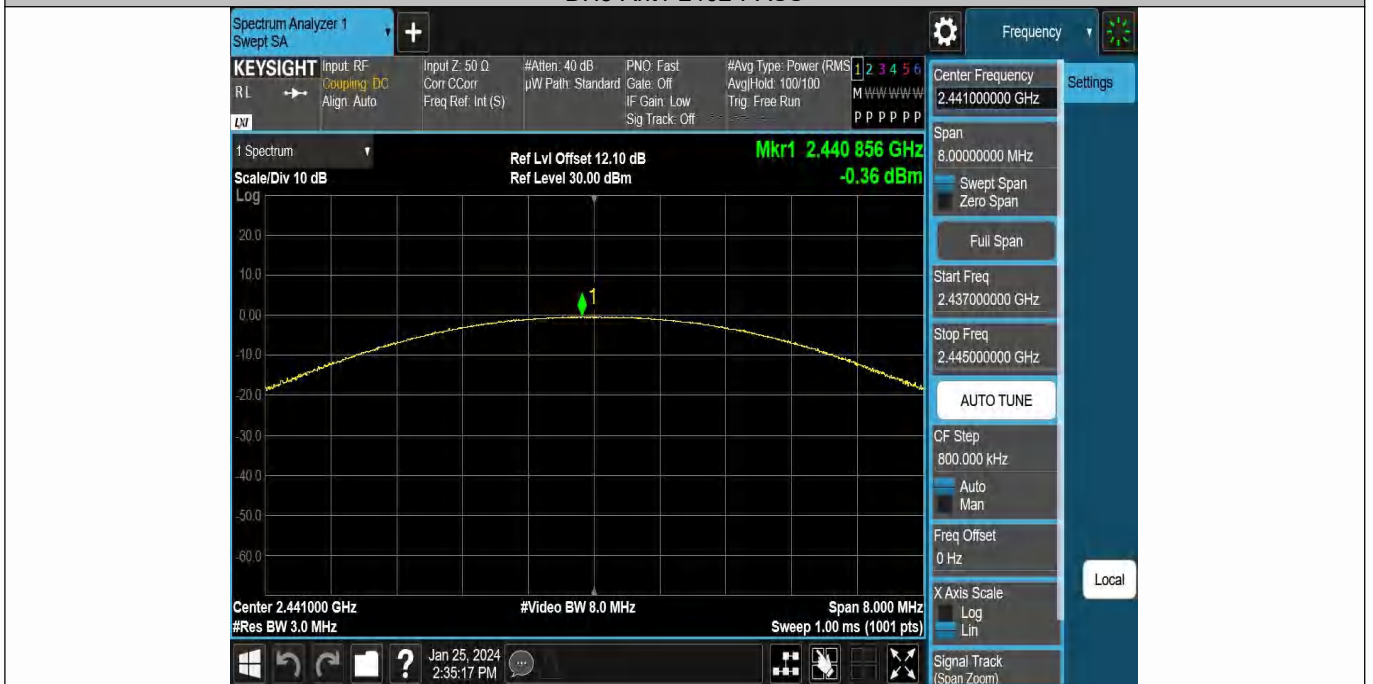 Spectrum Analyzer 1
Swept SA
+
Frequency
KEYSIGHT
RL
LXI
Input: RF
Coupling: DC
Align: Auto
Input Z: 50 Ω
Corr CCorr
Freq Ref: Int (S)
#Atten: 40 dB
µW Path: Standard
PNO: Fast
Gate: Off
IF Gain: Low
Sig Track: Off
#Avg Type: Power (RMS
Avg|Hold: 100/100
Trig: Free Run
1 2 3 4 5 6
M W W W W W
P P P P P P
1 Spectrum
Scale/Div 10 dB
Log
Ref Lvl Offset 12.10 dB
Ref Level 30.00 dBm
Mkr1 2.440 856 GHz
-0.36 dBm
20.0
10.0
0.00
-10.0
-20.0
-30.0
-40.0
-50.0
-60.0
1
Center 2.441000 GHz
#Res BW 3.0 MHz
#Video BW 8.0 MHz
Span 8.000 MHz
Sweep 1.00 ms (1001 pts)
Jan 25, 2024
2:35:17 PM
Center Frequency
2.441000000 GHz
Settings
Span
8.00000000 MHz
Swept Span
Zero Span
Full Span
Start Freq
2.437000000 GHz
Stop Freq
2.445000000 GHz
AUTO TUNE
CF Step
800.000 kHz
Auto
Man
Freq Offset
0 Hz
X Axis Scale
Log
Lin
Local
Signal Track
(Span Zoom)